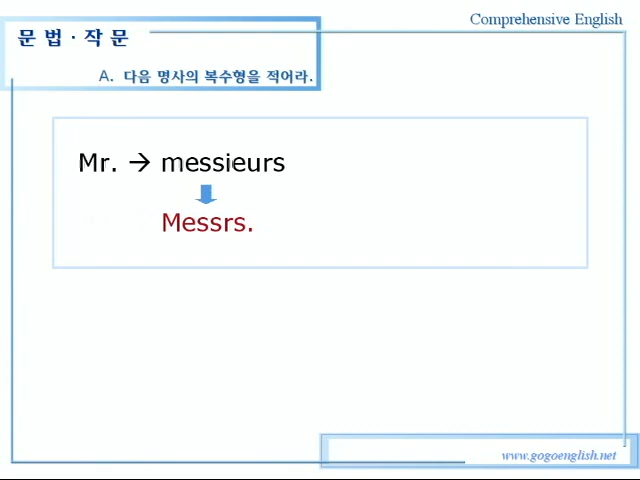 Comprehensive English
문 법 · 작 문
A. 다음 명사의 복수형을 적어라.
Mr. → messieurs
Messrs.
www.gogoenglish.net